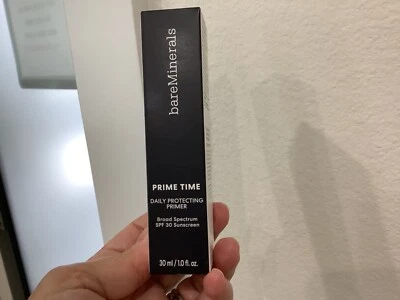 bareMinerals
PRIME TIME
DAILY PROTECTING
PRIMER
Broad Spectrum
SPF 30 Sunscreen
30 ml / 1.0 fl. oz.